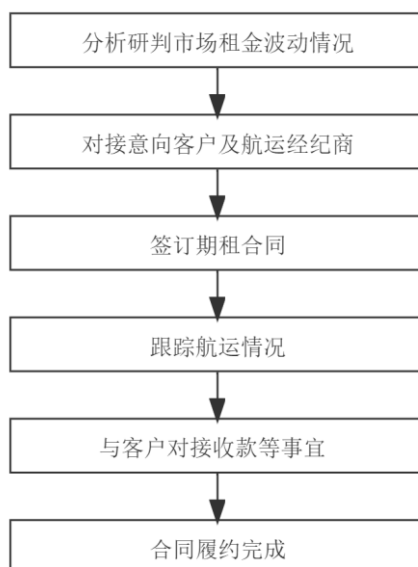 分析研判市场租金波动情况
对接意向客户及航运经纪商
签订期租合同
跟踪航运情况
与客户对接收款等事宜
合同履约完成